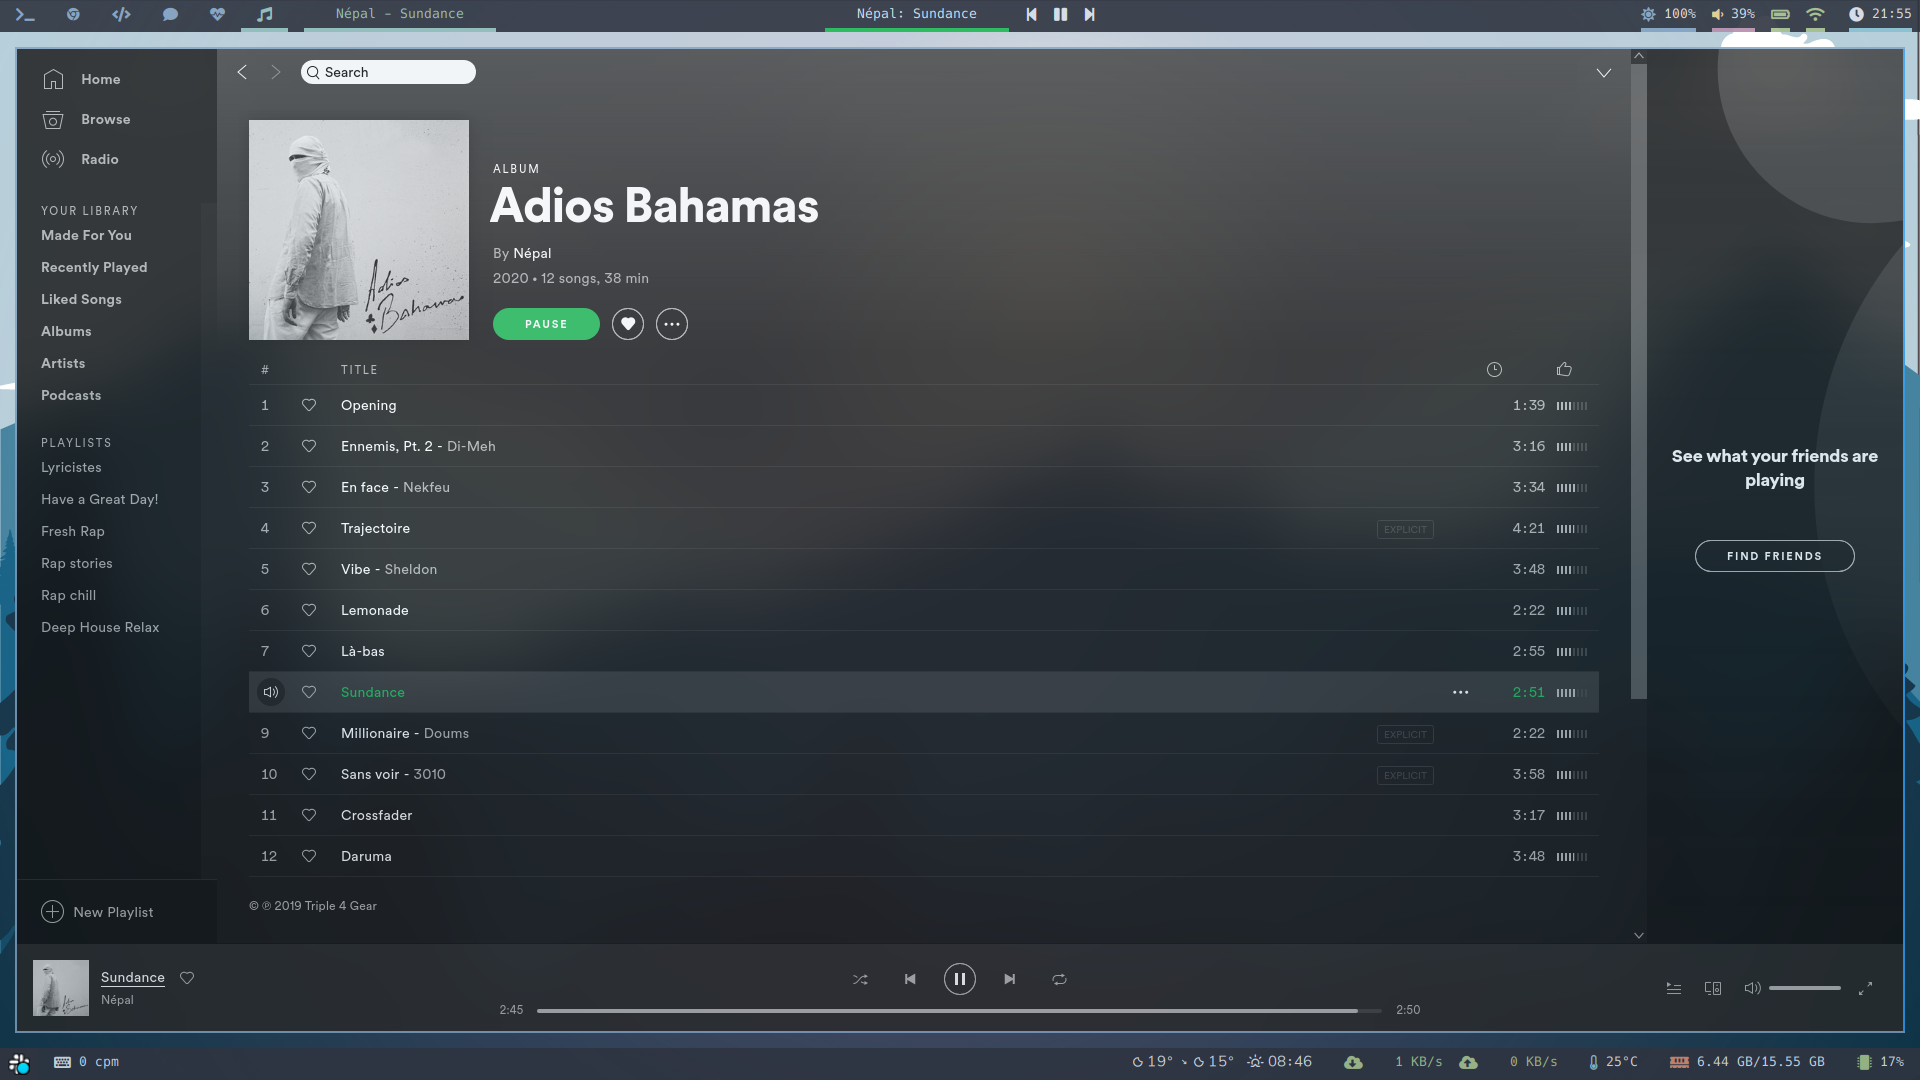 Népal - Sundance
Népal: Sundance
100%
39%
21:55
Home
Browse
Radio
YOUR LIBRARY
Made For You
Recently Played
Liked Songs
Albums
Artists
Podcasts
PLAYLISTS
Lyricistes
Have a Great Day!
Fresh Rap
Rap stories
Rap chill
Deep House Relax
New Playlist
Search
Adios
Bahamas
ALBUM
Adios Bahamas
By Népal
2020 • 12 songs, 38 min
PAUSE
# TITLE
1 Opening 1:39
2 Ennemis, Pt. 2 - Di-Meh 3:16
3 En face - Nekfeu 3:34
4 Trajectoire EXPLICIT 4:21
5 Vibe - Sheldon 3:48
6 Lemonade 2:22
7 Là-bas 2:55
Sundance 2:51
9 Millionaire - Doums EXPLICIT 2:22
10 Sans voir - 3010 EXPLICIT 3:58
11 Crossfader 3:17
12 Daruma 3:48
© ℗ 2019 Triple 4 Gear
See what your friends are
playing
FIND FRIENDS
Sundance
Népal
2:45
2:50
0 cpm
19° 15° 08:46
1 KB/s
0 KB/s
25°C
6.44 GB/15.55 GB
17%